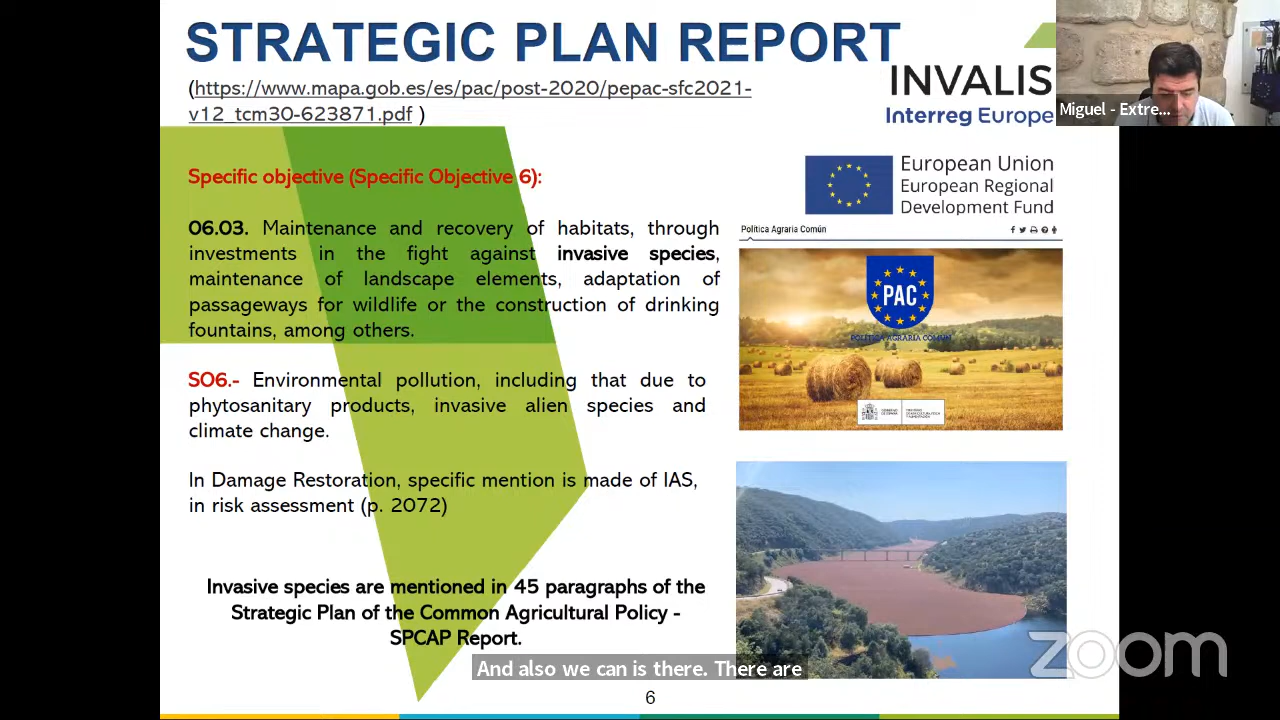 STRATEGIC PLAN REPORT
(https://www.mapa.gob.es/es/pac/post-2020/pepac-sfc2021-
v12_tcm30-623871.pdf )
INVALIS
Interreg Europe
Miguel - Extre...
European Union
European Regional
Development Fund
Specific objective (Specific Objective 6):
06.03. Maintenance and recovery of habitats, through
investments in the fight against invasive species,
maintenance of landscape elements, adaptation of
passageways for wildlife or the construction of drinking
fountains, among others.
Política Agraria Común
PAC
POLÍTICA AGRARIA COMÚN
SO6.- Environmental pollution, including that due to
phytosanitary products, invasive alien species and
climate change.
In Damage Restoration, specific mention is made of IAS,
in risk assessment (p. 2072)
Invasive species are mentioned in 45 paragraphs of the
Strategic Plan of the Common Agricultural Policy -
SPCAP Report.
And also we can is there. There are
zoom
6